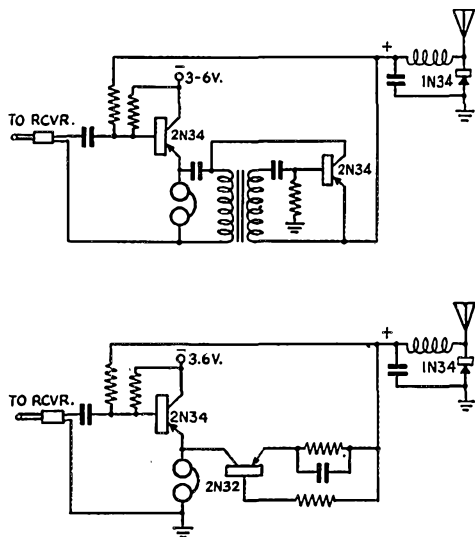 +
1N34
–
3-6V.
TO RCVR.
2N34
2N34
+
1N34
–
3.6V.
TO RCVR.
2N34
2N32